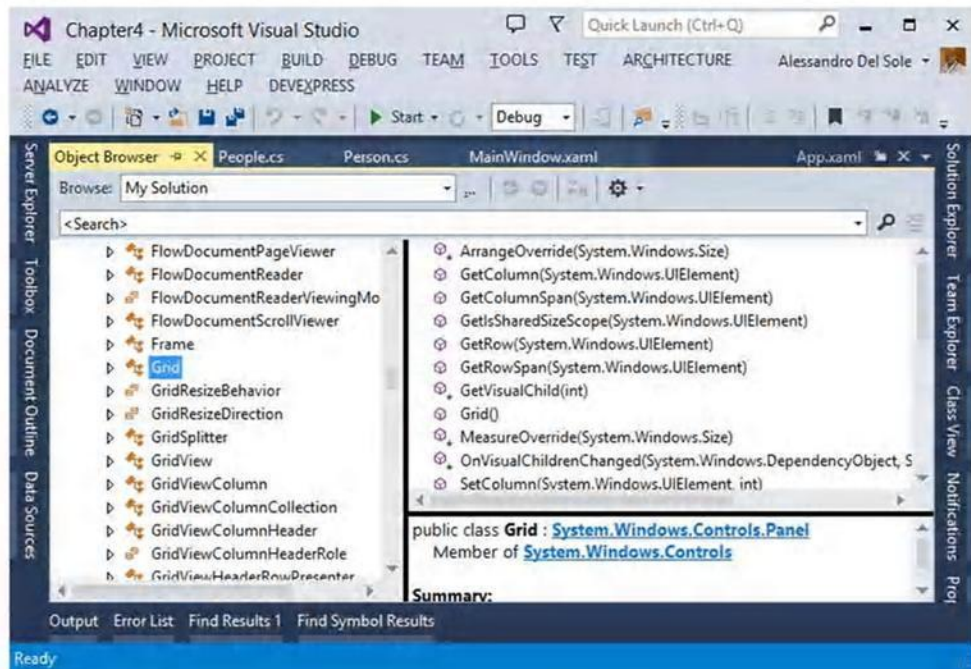 Chapter4 - Microsoft Visual Studio
Quick Launch (Ctrl+Q)
FILE EDIT VIEW PROJECT BUILD DEBUG TEAM TOOLS TEST ARCHITECTURE Alessandro Del Sole
ANALYZE WINDOW HELP DEVEXPRESS
Start Debug
Object Browser People.cs Person.cs MainWindow.xaml App.xaml
Browse: My Solution ...
<Search>
Server Explorer
Toolbox
Document Outline
Data Sources
FlowDocumentPageViewer
FlowDocumentReader
FlowDocumentReaderViewingMo
FlowDocumentScrollViewer
Frame
Grid
GridResizeBehavior
GridResizeDirection
GridSplitter
GridView
GridViewColumn
GridViewColumnCollection
GridViewColumnHeader
GridViewColumnHeaderRole
GridViewHeaderRowPresenter
ArrangeOverride(System.Windows.Size)
GetColumn(System.Windows.UIElement)
GetColumnSpan(System.Windows.UIElement)
GetIsSharedSizeScope(System.Windows.UIElement)
GetRow(System.Windows.UIElement)
GetRowSpan(System.Windows.UIElement)
GetVisualChild(int)
Grid()
MeasureOverride(System.Windows.Size)
OnVisualChildrenChanged(System.Windows.DependencyObject, S
SetColumn(System.Windows.UIElement, int)
public class Grid : System.Windows.Controls.Panel
Member of System.Windows.Controls
Summary:
Solution Explorer
Team Explorer
Class View
Notifications
Prop
Output Error List Find Results 1 Find Symbol Results
Ready